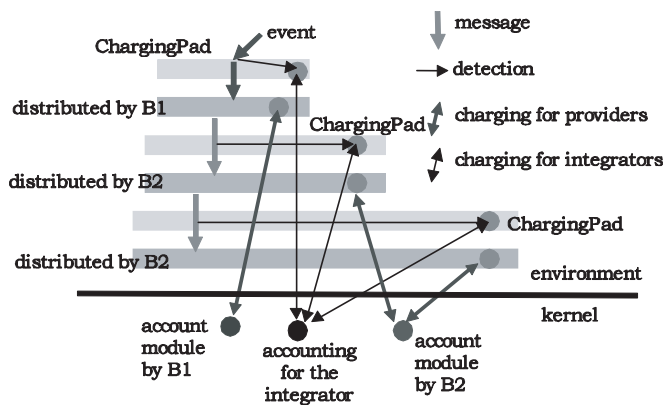 event
message
ChargingPad
detection
distributed by B1
charging for providers
ChargingPad
charging for integrators
distributed by B2
ChargingPad
distributed by B2
environment
kernel
account
module
by B1
accounting
for the
integrator
account
module
by B2